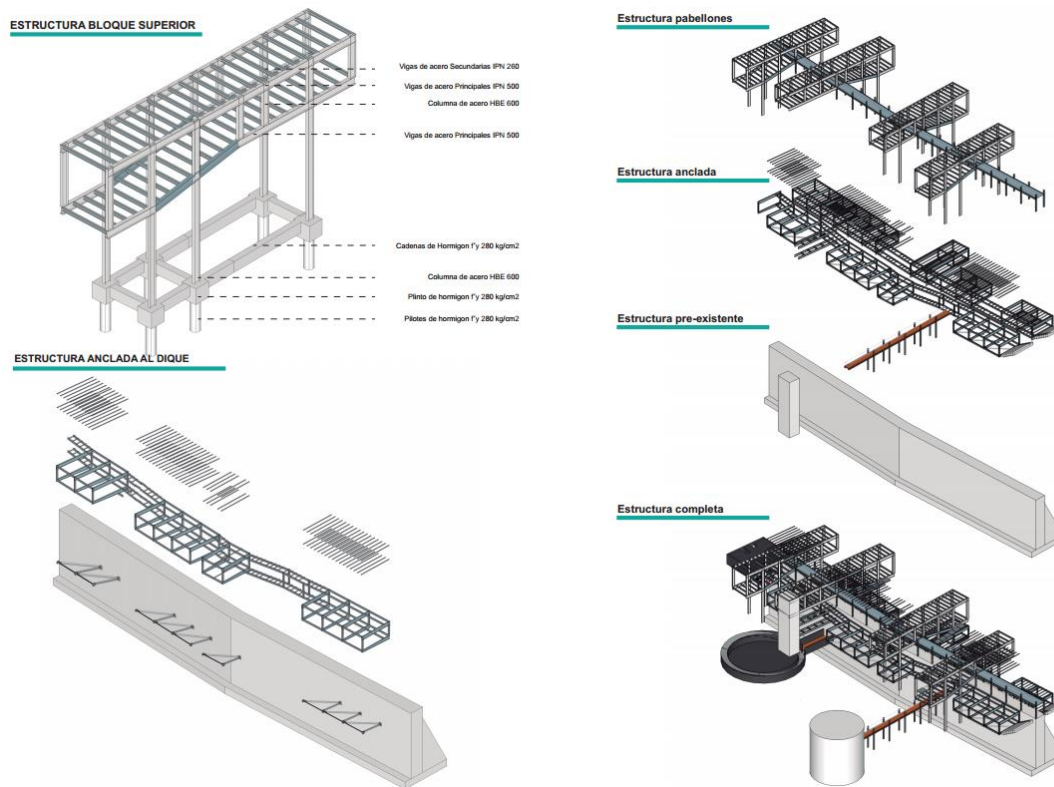 ESTRUCTURA BLOQUE SUPERIOR
Vigas de acero Secundarias IPN 260
Vigas de acero Principales IPN 500
Columna de acero HBE 600
Vigas de acero Principales IPN 500
Cadenas de Hormigon f'y 280 kg/cm2
Columna de acero HBE 600
Plinto de hormigon f'y 280 kg/cm2
Pilotes de hormigon f'y 280 kg/cm2
ESTRUCTURA ANCLADA AL DIQUE
Estructura pabellones
Estructura anclada
Estructura pre-existente
Estructura completa